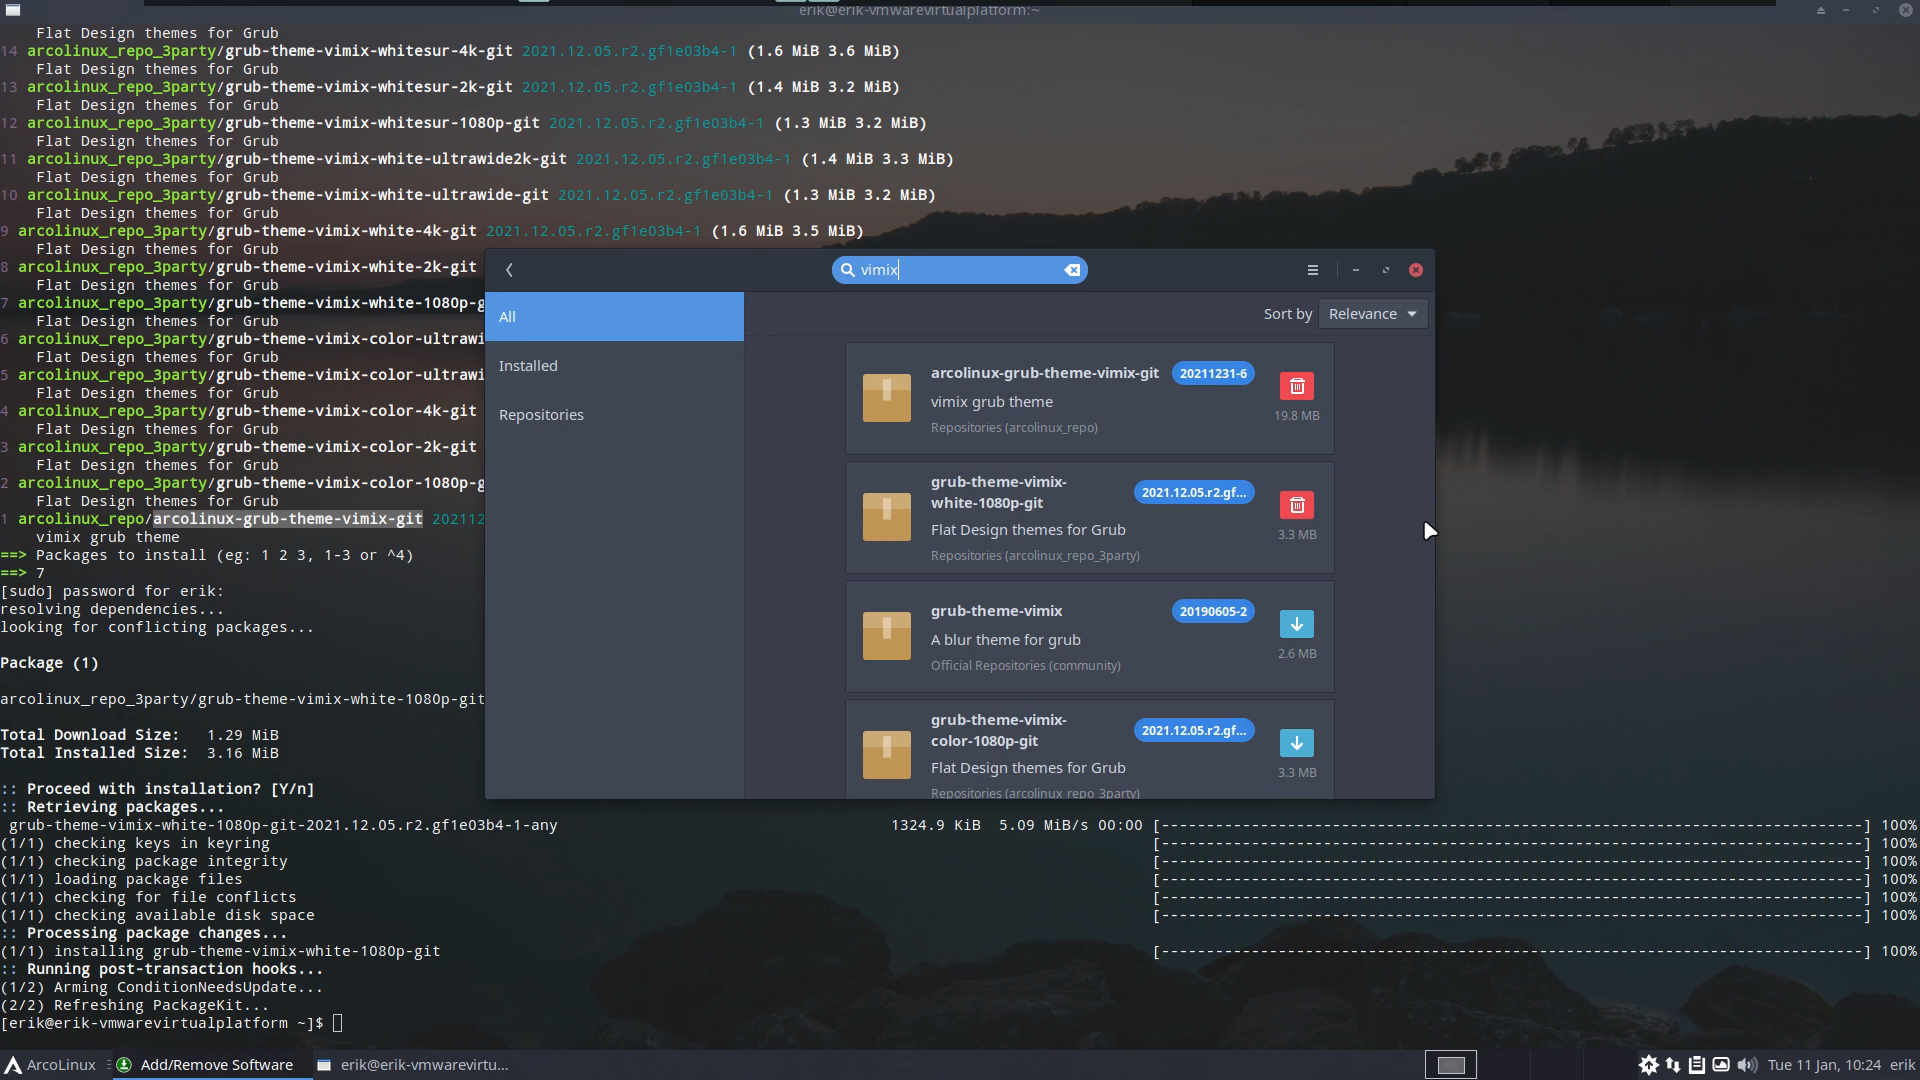 erik@erik-vmwarevirtualplatform:~
Flat Design themes for Grub
14 arcolinux_repo_3party/grub-theme-vimix-whitesur-4k-git 2021.12.05.r2.gf1e03b4-1 (1.6 MiB 3.6 MiB)
Flat Design themes for Grub
13 arcolinux_repo_3party/grub-theme-vimix-whitesur-2k-git 2021.12.05.r2.gf1e03b4-1 (1.4 MiB 3.2 MiB)
Flat Design themes for Grub
12 arcolinux_repo_3party/grub-theme-vimix-whitesur-1080p-git 2021.12.05.r2.gf1e03b4-1 (1.3 MiB 3.2 MiB)
Flat Design themes for Grub
11 arcolinux_repo_3party/grub-theme-vimix-white-ultrawide2k-git 2021.12.05.r2.gf1e03b4-1 (1.4 MiB 3.3 MiB)
Flat Design themes for Grub
10 arcolinux_repo_3party/grub-theme-vimix-white-ultrawide-git 2021.12.05.r2.gf1e03b4-1 (1.3 MiB 3.2 MiB)
Flat Design themes for Grub
9 arcolinux_repo_3party/grub-theme-vimix-white-4k-git 2021.12.05.r2.gf1e03b4-1 (1.6 MiB 3.5 MiB)
Flat Design themes for Grub
8 arcolinux_repo_3party/grub-theme-vimix-white-2k-git
Flat Design themes for Grub
7 arcolinux_repo_3party/grub-theme-vimix-white-1080p-g
Flat Design themes for Grub
6 arcolinux_repo_3party/grub-theme-vimix-color-ultrawi
Flat Design themes for Grub
5 arcolinux_repo_3party/grub-theme-vimix-color-ultrawi
Flat Design themes for Grub
4 arcolinux_repo_3party/grub-theme-vimix-color-4k-git
Flat Design themes for Grub
3 arcolinux_repo_3party/grub-theme-vimix-color-2k-git
Flat Design themes for Grub
2 arcolinux_repo_3party/grub-theme-vimix-color-1080p-g
Flat Design themes for Grub
1 arcolinux_repo/arcolinux-grub-theme-vimix-git 202112
vimix grub theme
==> Packages to install (eg: 1 2 3, 1-3 or ^4)
==> 7
[sudo] password for erik:
resolving dependencies...
looking for conflicting packages...
Package (1)
arcolinux_repo_3party/grub-theme-vimix-white-1080p-git
Total Download Size: 1.29 MiB
Total Installed Size: 3.16 MiB
:: Proceed with installation? [Y/n]
:: Retrieving packages...
grub-theme-vimix-white-1080p-git-2021.12.05.r2.gf1e03b4-1-any 1324.9 KiB 5.09 MiB/s 00:00 [------------------------------------------------------------------------------] 100%
(1/1) checking keys in keyring [------------------------------------------------------------------------------] 100%
(1/1) checking package integrity [------------------------------------------------------------------------------] 100%
(1/1) loading package files [------------------------------------------------------------------------------] 100%
(1/1) checking for file conflicts [------------------------------------------------------------------------------] 100%
(1/1) checking available disk space [------------------------------------------------------------------------------] 100%
:: Processing package changes...
(1/1) installing grub-theme-vimix-white-1080p-git [------------------------------------------------------------------------------] 100%
:: Running post-transaction hooks...
(1/2) Arming ConditionNeedsUpdate...
(2/2) Refreshing PackageKit...
[erik@erik-vmwarevirtualplatform ~]$
vimix
All
Installed
Repositories
Sort by Relevance
arcolinux-grub-theme-vimix-git 20211231-6
vimix grub theme
19.8 MB
Repositories (arcolinux_repo)
grub-theme-vimix-
white-1080p-git
2021.12.05.r2.gf...
Flat Design themes for Grub
3.3 MB
Repositories (arcolinux_repo_3party)
grub-theme-vimix 20190605-2
A blur theme for grub
2.6 MB
Official Repositories (community)
grub-theme-vimix-
color-1080p-git
2021.12.05.r2.gf...
Flat Design themes for Grub
3.3 MB
Repositories (arcolinux_repo_3party)
ArcoLinux Add/Remove Software erik@erik-vmwarevirtu... Tue 11 Jan, 10:24 erik